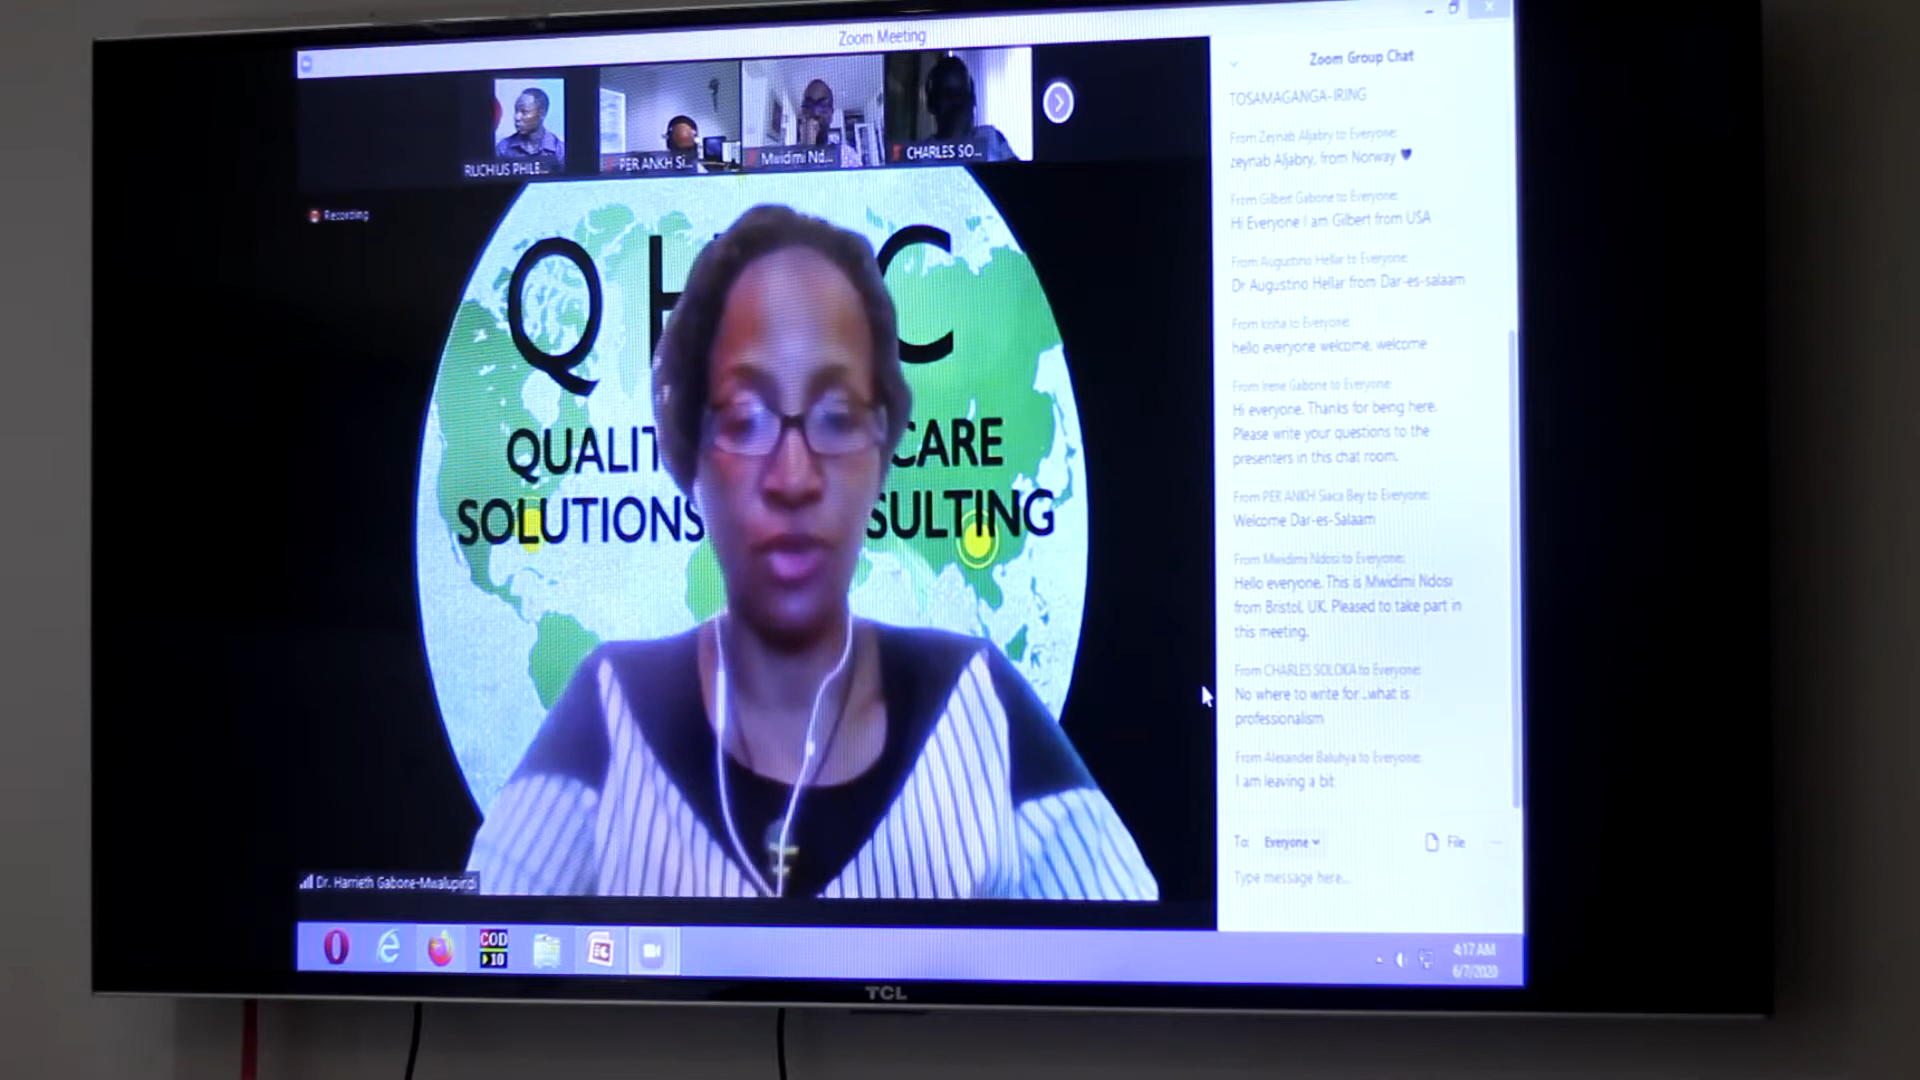 Zoom Meeting
RUCHIUS PHILB...
PER ANKH Si...
Mwidimi Nd...
CHARLES SO...
Recording
Q H C
QUALIT CARE
SOLUTIONS SULTING
Dr. Harrieth Gabone-Mwalupindi
Zoom Group Chat
TOSAMAGANGA-IRING
From Zeynab Aljabry to Everyone:
zeynab Aljabry, from Norway 🖤
From Gilbert Gabone to Everyone:
Hi Everyone I am Gilbert from USA
From Augustino Hellar to Everyone:
Dr Augustino Hellar from Dar-es-salaam
From kisha to Everyone:
hello everyone welcome, welcome
From Irene Gabone to Everyone:
Hi everyone. Thanks for being here.
Please write your questions to the
presenters in this chat room.
From PER ANKH Siaca Bey to Everyone:
Welcome Dar-es-Salaam
From Mwidimi Ndosi to Everyone:
Hello everyone. This is Mwidimi Ndosi
from Bristol, UK. Pleased to take part in
this meeting.
From CHARLES SOLOKA to Everyone:
No where to write for ..what is
professionalism
From Alexander Baluhya to Everyone:
I am leaving a bit
To: Everyone File ...
Type message here...
COD
10
4:17 AM
6/7/2020
TCL